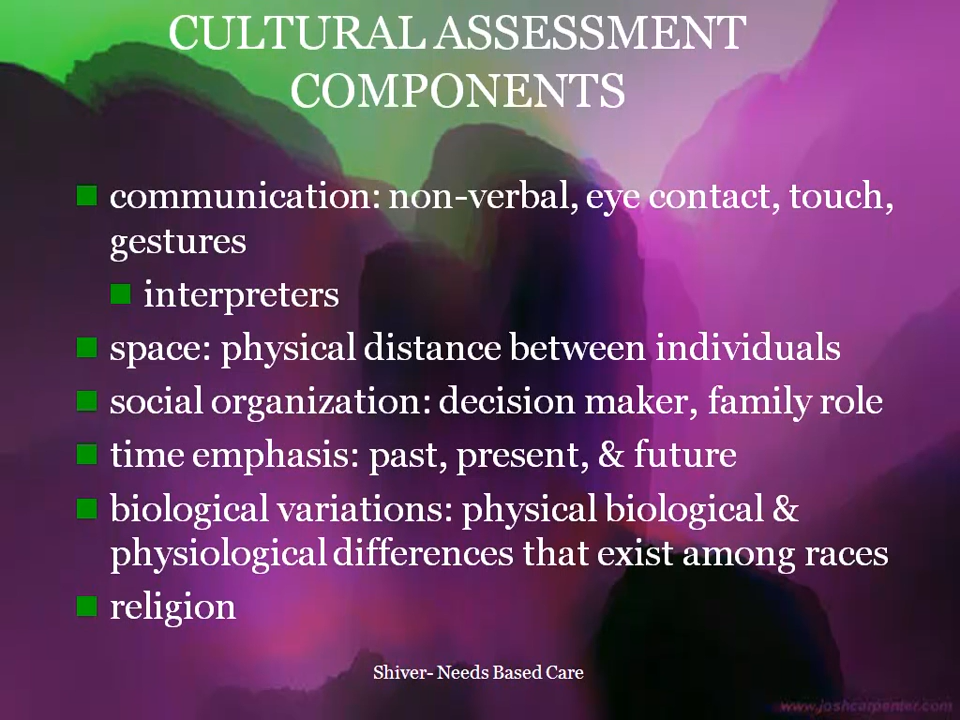 CULTURAL ASSESSMENT
COMPONENTS
communication: non-verbal, eye contact, touch,
gestures
interpreters
space: physical distance between individuals
social organization: decision maker, family role
time emphasis: past, present, & future
biological variations: physical biological &
physiological differences that exist among races
religion
Shiver- Needs Based Care
www.joshcarpenter.com